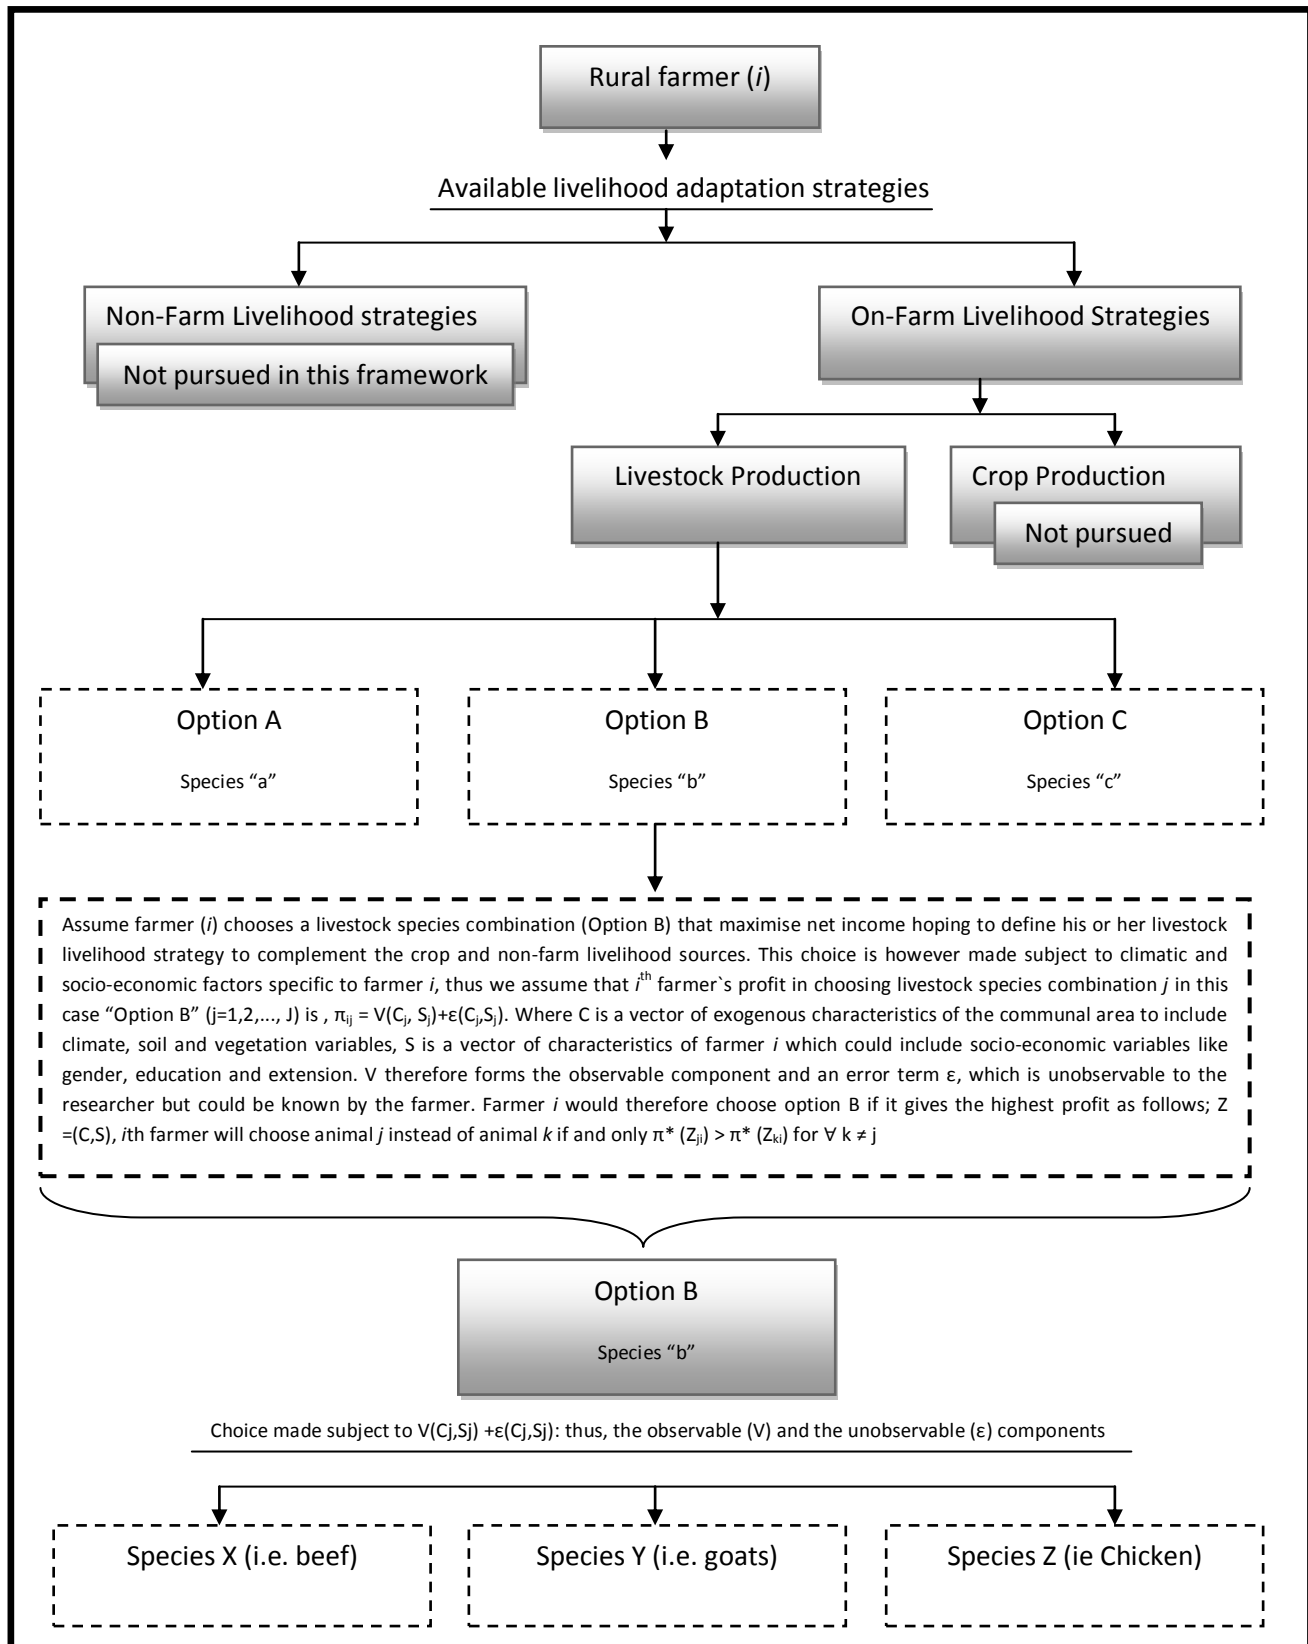 Rural farmer (i)
Available livelihood adaptation strategies
Non-Farm Livelihood strategies
Not pursued in this framework
On-Farm Livelihood Strategies
Livestock Production
Crop Production
Not pursued
Option A
Species “a”
Option B
Species “b”
Option C
Species “c”
Assume farmer (i) chooses a livestock species combination (Option B) that maximise net income hoping to define his or her livestock
livelihood strategy to complement the crop and non-farm livelihood sources. This choice is however made subject to climatic and
socio-economic factors specific to farmer i, thus we assume that iᵗʰ farmer`s profit in choosing livestock species combination j in this
case “Option B” (j=1,2,..., J) is , πᵢⱼ = V(Cⱼ, Sⱼ)+ε(Cⱼ,Sⱼ). Where C is a vector of exogenous characteristics of the communal area to include
climate, soil and vegetation variables, S is a vector of characteristics of farmer i which could include socio-economic variables like
gender, education and extension. V therefore forms the observable component and an error term ε, which is unobservable to the
researcher but could be known by the farmer. Farmer i would therefore choose option B if it gives the highest profit as follows; Z
=(C,S), ith farmer will choose animal j instead of animal k if and only π* (Zⱼᵢ) > π* (Zₖᵢ) for ∀ k ≠ j
Option B
Species “b”
Choice made subject to V(Cj,Sj) +ε(Cj,Sj): thus, the observable (V) and the unobservable (ε) components
Species X (i.e. beef)
Species Y (i.e. goats)
Species Z (ie Chicken)